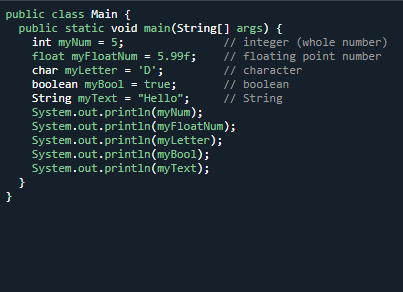 public class Main {
  public static void main(String[] args) {
    int myNum = 5;               // integer (whole number)
    float myFloatNum = 5.99f;    // floating point number
    char myLetter = 'D';         // character
    boolean myBool = true;       // boolean
    String myText = "Hello";     // String
    System.out.println(myNum);
    System.out.println(myFloatNum);
    System.out.println(myLetter);
    System.out.println(myBool);
    System.out.println(myText);
  }
}